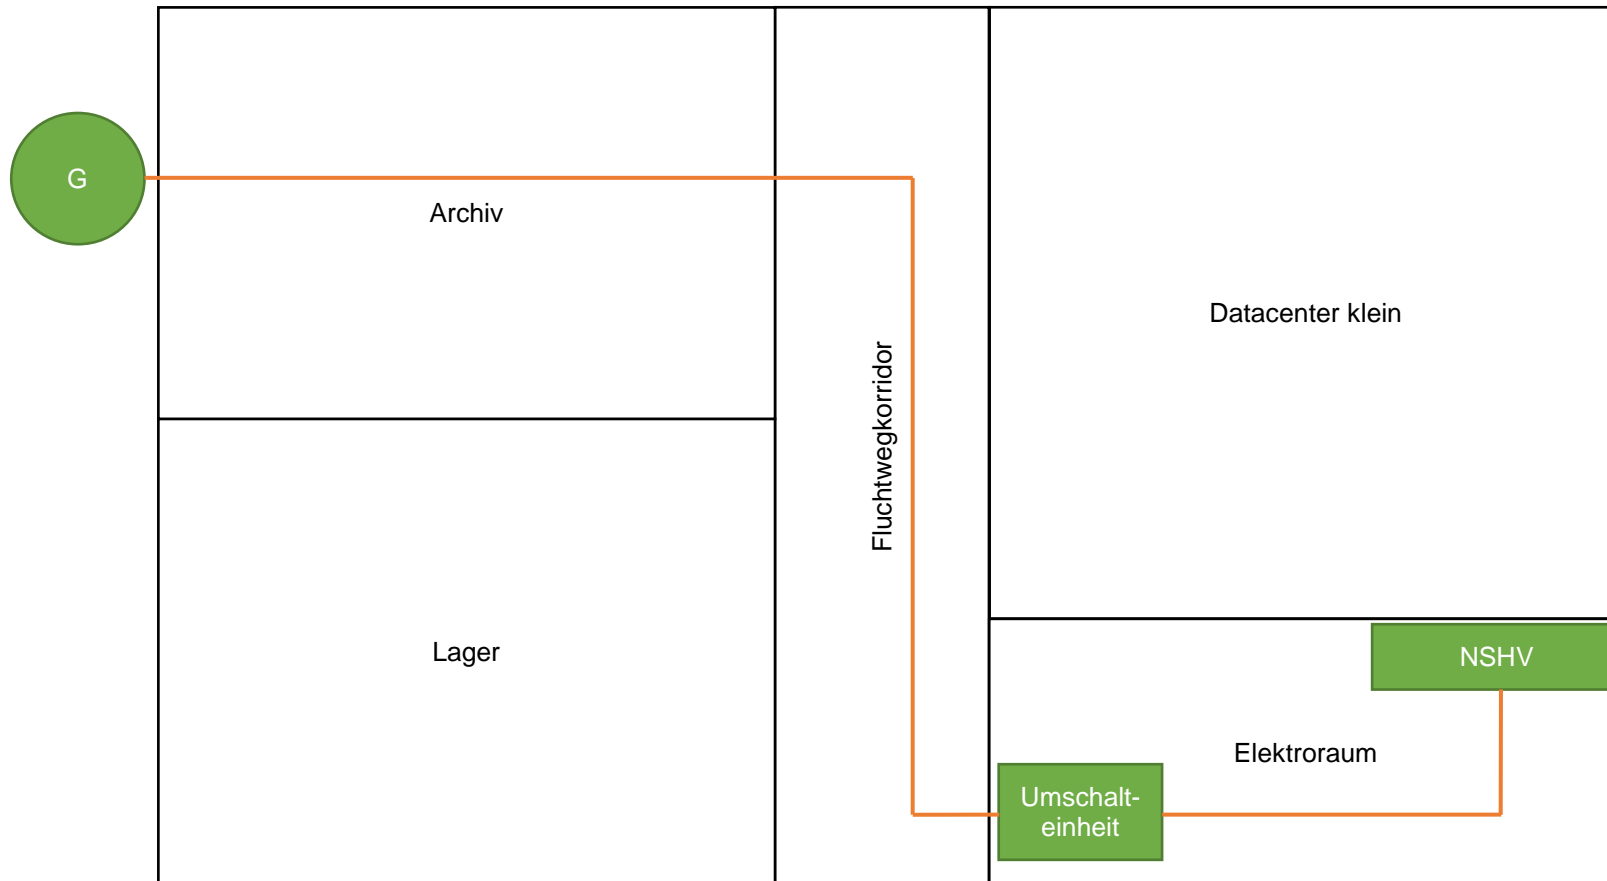 G
Archiv
Datacenter klein
Fluchtwegkorridor
Lager
NSHV
Elektroraum
Umschalt-
einheit